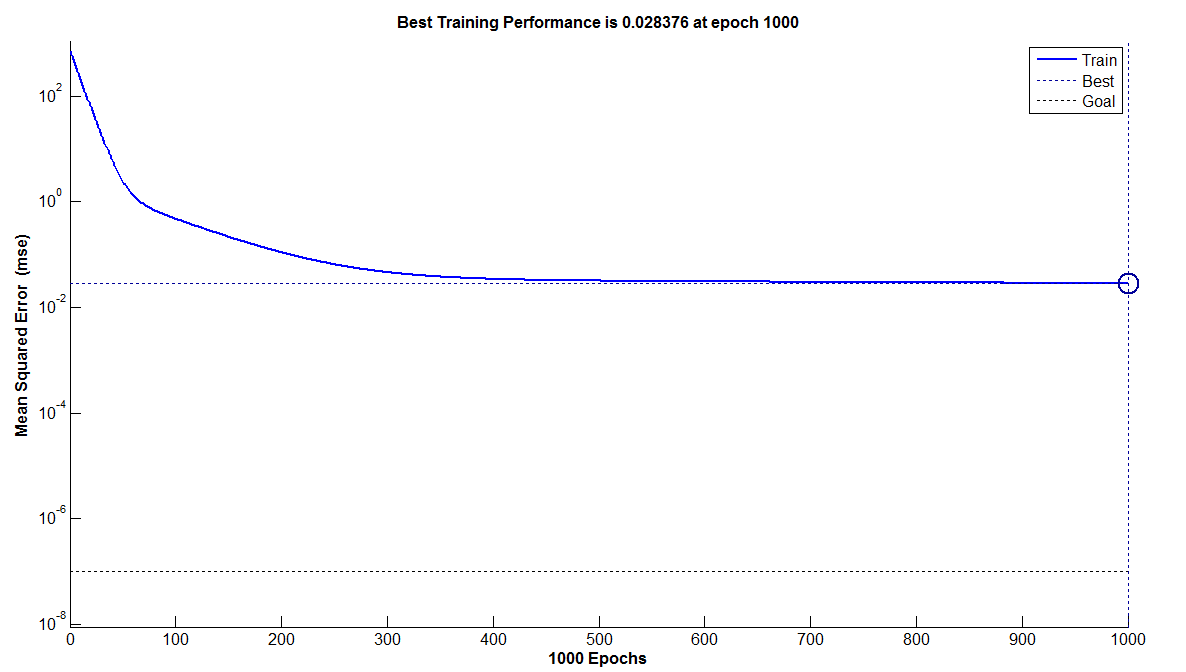 Best Training Performance is 0.028376 at epoch 1000
Train
Best
Goal
Mean Squared Error (mse)
10^2
10^0
10^-2
10^-4
10^-6
10^-8
0 100 200 300 400 500 600 700 800 900 1000
1000 Epochs